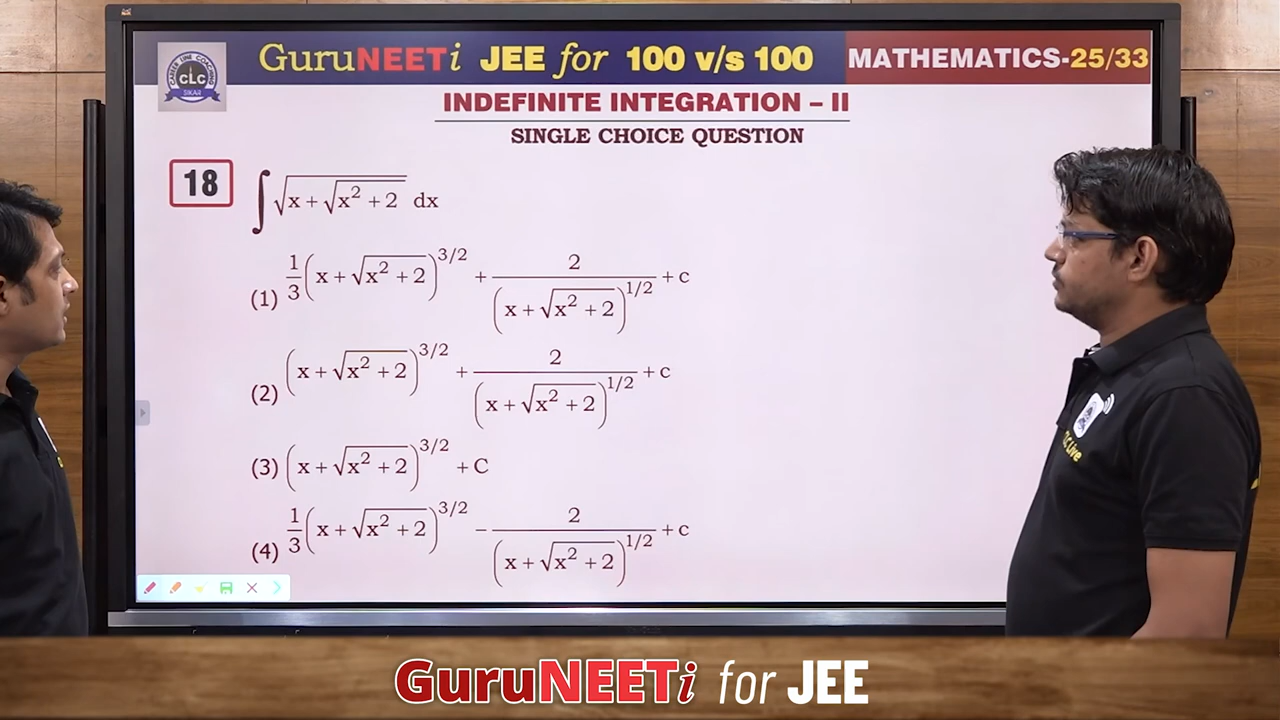 GuruNEETi JEE for 100 v/s 100
MATHEMATICS-25/33
CLC
SIKAR
INDEFINITE INTEGRATION – II
SINGLE CHOICE QUESTION
18 ∫√(x + √(x² + 2)) dx
(1) 1/3 (x + √(x² + 2))^3/2 + 2/(x + √(x² + 2))^1/2 + c
(2) (x + √(x² + 2))^3/2 + 2/(x + √(x² + 2))^1/2 + c
(3) (x + √(x² + 2))^3/2 + C
(4) 1/3 (x + √(x² + 2))^3/2 − 2/(x + √(x² + 2))^1/2 + c
Live
GuruNEETi for JEE